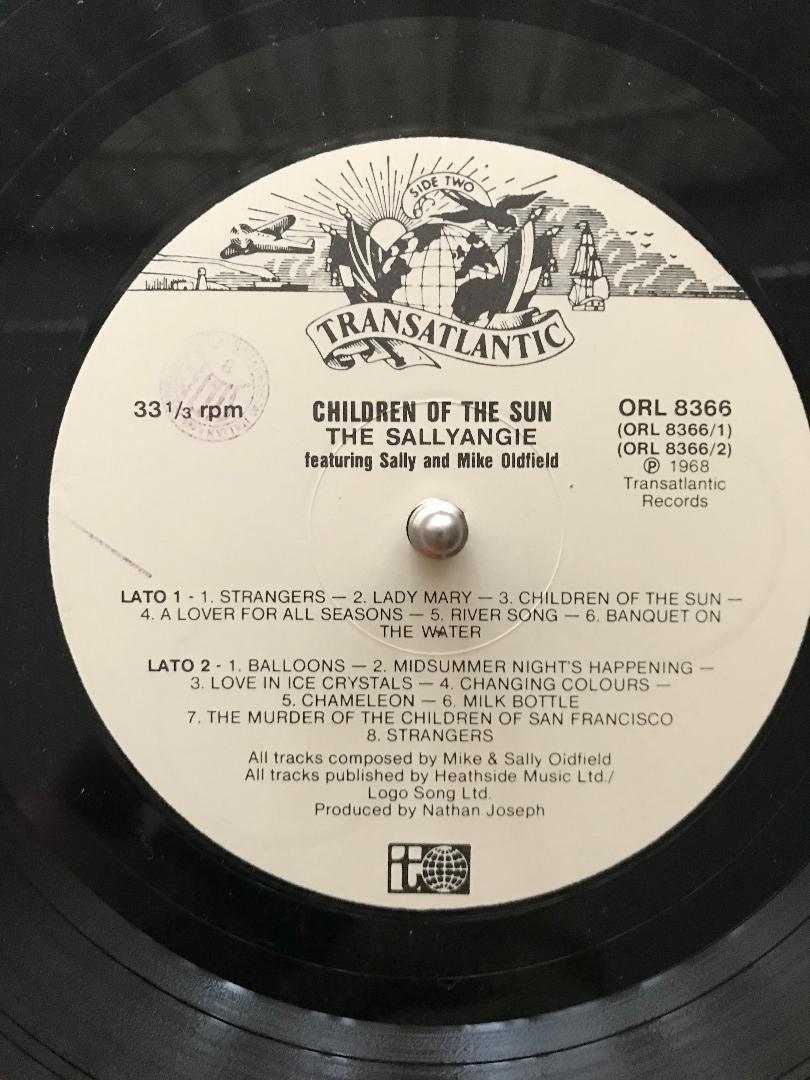 SIDE TWO
TRANSATLANTIC
33 1/3 rpm
CHILDREN OF THE SUN
THE SALLYANGIE
featuring Sally and Mike Oldfield
ORL 8366
(ORL 8366/1)
(ORL 8366/2)
Ⓟ 1968
Transatlantic
Records
LATO 1 - 1. STRANGERS — 2. LADY MARY — 3. CHILDREN OF THE SUN —
4. A LOVER FOR ALL SEASONS — 5. RIVER SONG — 6. BANQUET ON
THE WATER
LATO 2 - 1. BALLOONS — 2. MIDSUMMER NIGHT'S HAPPENING —
3. LOVE IN ICE CRYSTALS — 4. CHANGING COLOURS —
5. CHAMELEON — 6. MILK BOTTLE
7. THE MURDER OF THE CHILDREN OF SAN FRANCISCO
8. STRANGERS
All tracks composed by Mike & Sally Oldfield
All tracks published by Heathside Music Ltd./
Logo Song Ltd.
Produced by Nathan Joseph
it